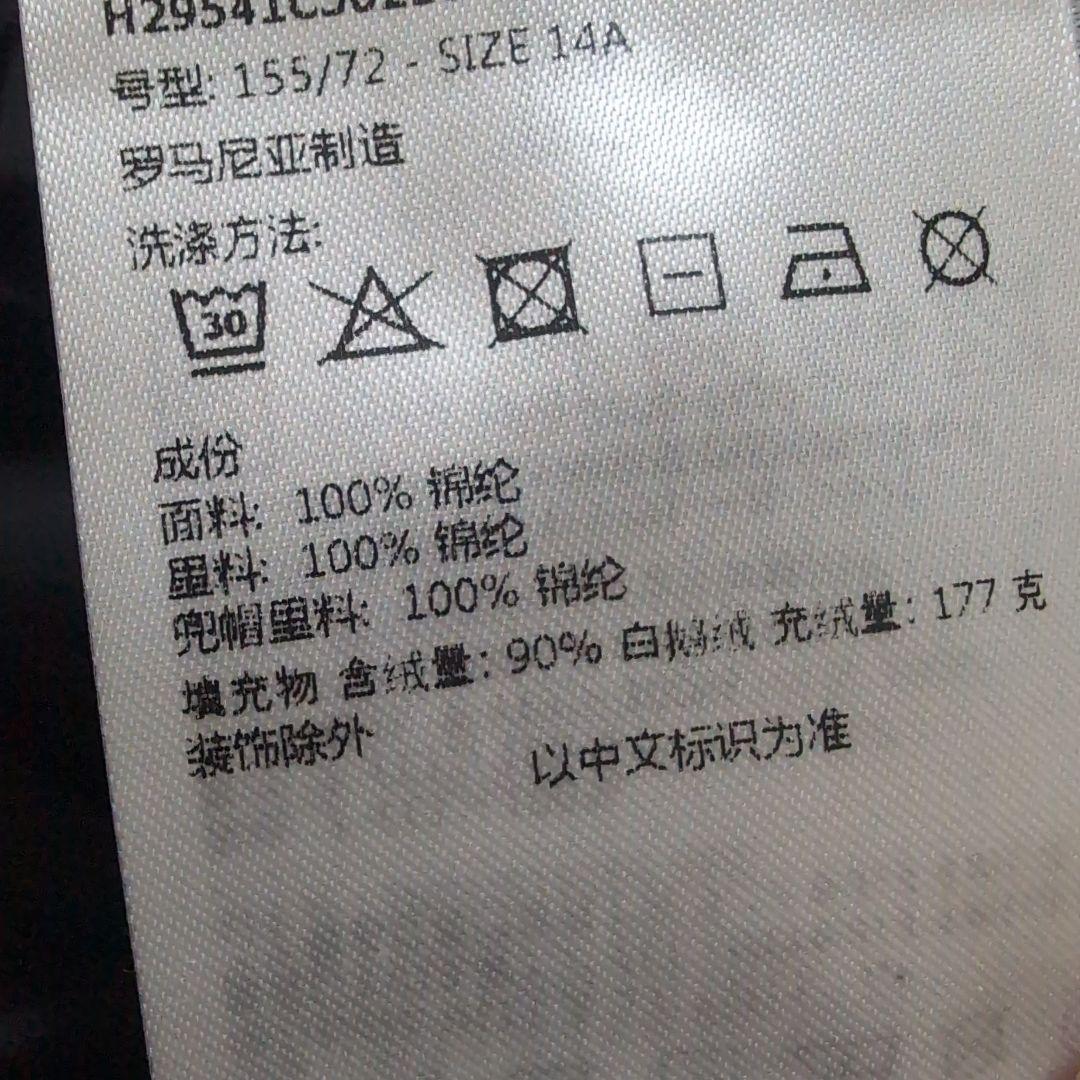 号型: 155/72 - SIZE 14A
罗马尼亚制造
洗涤方法:
30
成份
面料: 100% 锦纶
里料: 100% 锦纶
兜帽里料: 100% 锦纶
填充物 含绒量: 90% 白鹅绒 充绒量: 177 克
装饰除外
以中文标识为准